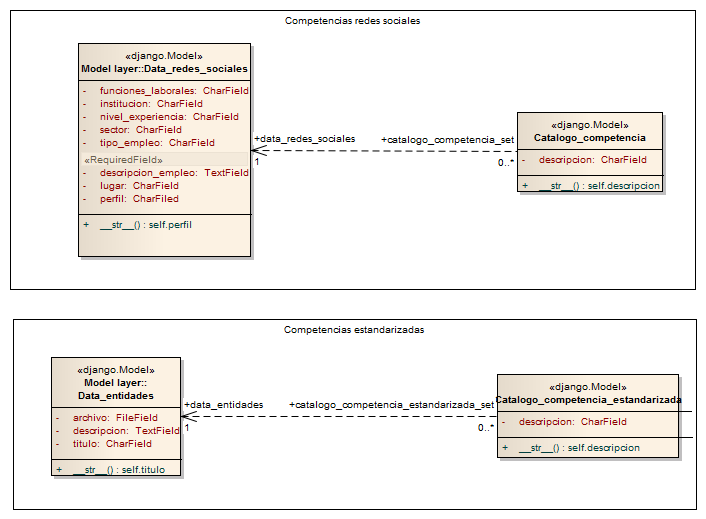 Competencias redes sociales
«django.Model»
Model layer::Data_redes_sociales
- funciones_laborales: CharField
- institucion: CharField
- nivel_experiencia: CharField
- sector: CharField
- tipo_empleo: CharField
«RequiredField»
- descripcion_empleo: TextField
- lugar: CharField
- perfil: CharFiled
+ __str__() : self.perfil
+data_redes_sociales
1
+catalogo_competencia_set
0..*
«django.Model»
Catalogo_competencia
- descripcion: CharField
+ __str__() : self.descripcion
Competencias estandarizadas
«django.Model»
Model layer::
Data_entidades
- archivo: FileField
- descripcion: TextField
- titulo: CharField
+ __str__() : self.titulo
+data_entidades
1
+catalogo_competencia_estandarizada_set
0..*
«django.Model»
Catalogo_competencia_estandarizada
- descripcion: CharField
+ __str__() : self.descripcion